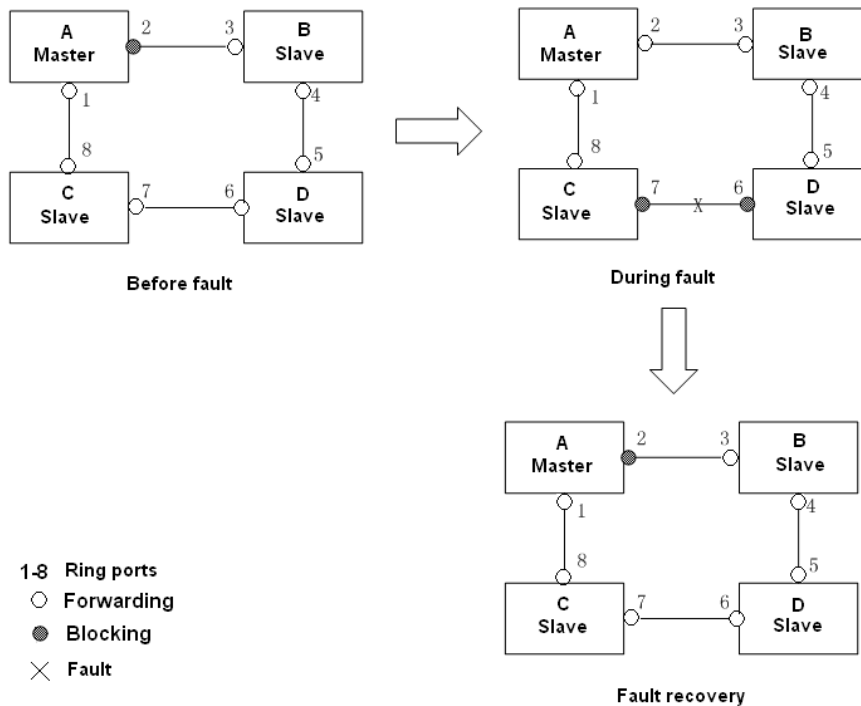 A
Master
2
3
B
Slave
1
4
8
5
C
Slave
7
6
D
Slave
Before fault
A
Master
2
3
B
Slave
1
4
8
5
C
Slave
7
6
D
Slave
X
During fault
A
Master
2
3
B
Slave
1
4
8
5
C
Slave
7
6
D
Slave
Fault recovery
1-8 Ring ports
Forwarding
Blocking
Fault